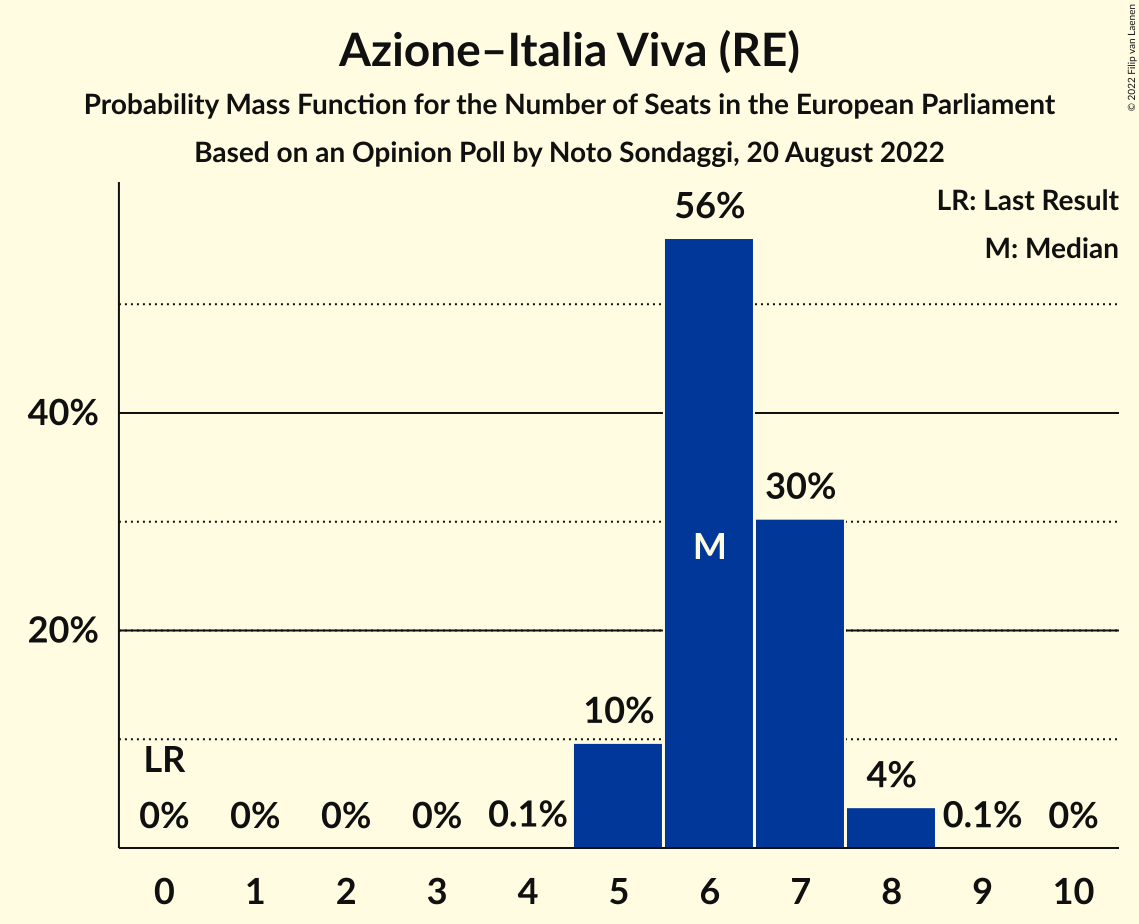 Azione–Italia Viva (RE)
Probability Mass Function for the Number of Seats in the European Parliament
Based on an Opinion Poll by Noto Sondaggi, 20 August 2022
© 2022 Filip van Laenen
LR: Last Result
M: Median
56%
40%
30%
M
20%
10%
LR
4%
0% 0% 0% 0% 0.1% 0.1% 0%
0 1 2 3 4 5 6 7 8 9 10